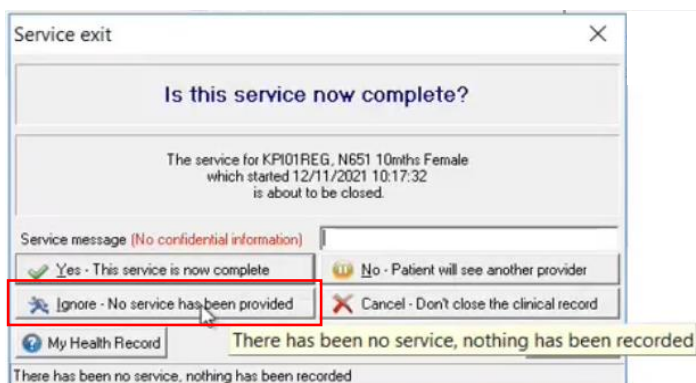 Service exit
Is this service now complete?
The service for KPI01REG, N651 10mths Female
which started 12/11/2021 10:17:32
is about to be closed.
Service message (No confidential information)
Yes - This service is now complete
No - Patient will see another provider
Ignore - No service has been provided
Cancel - Don't close the clinical record
My Health Record
There has been no service, nothing has been recorded
There has been no service, nothing has been recorded